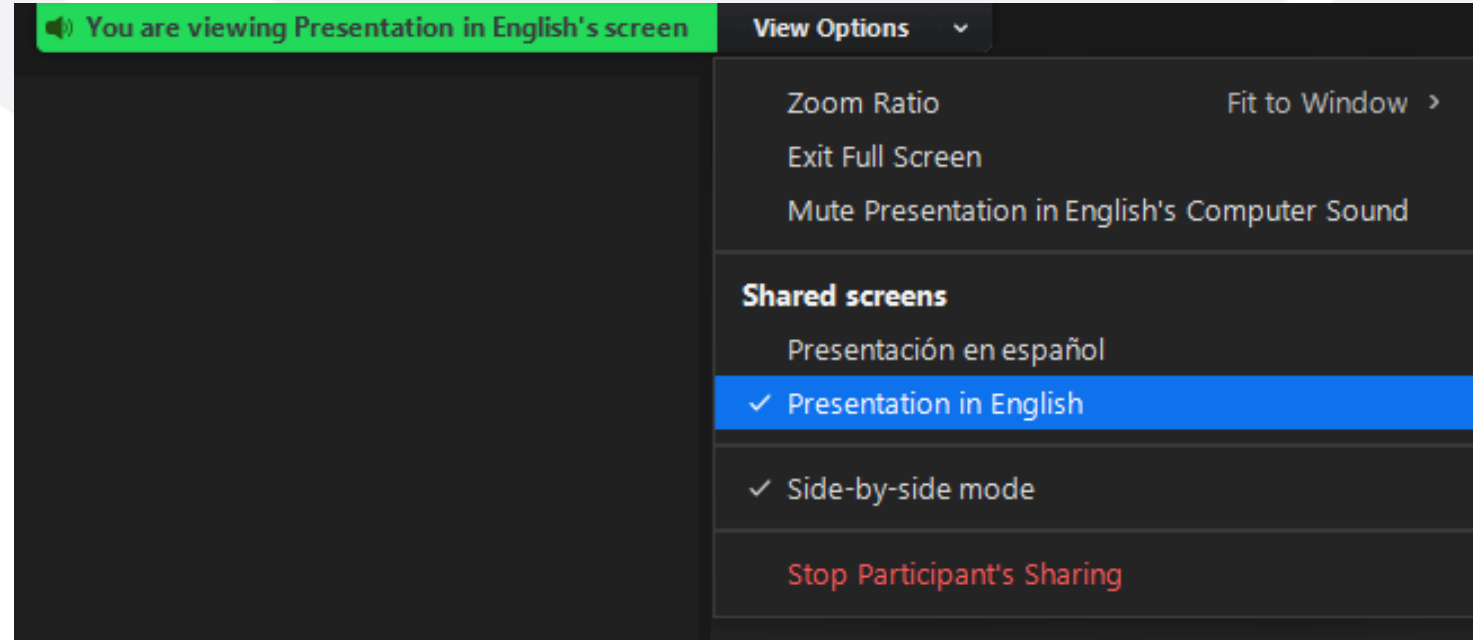 You are viewing Presentation in English's screen View Options
Zoom Ratio Fit to Window
Exit Full Screen
Mute Presentation in English's Computer Sound
Shared screens
Presentación en español
Presentation in English
Side-by-side mode
Stop Participant's Sharing